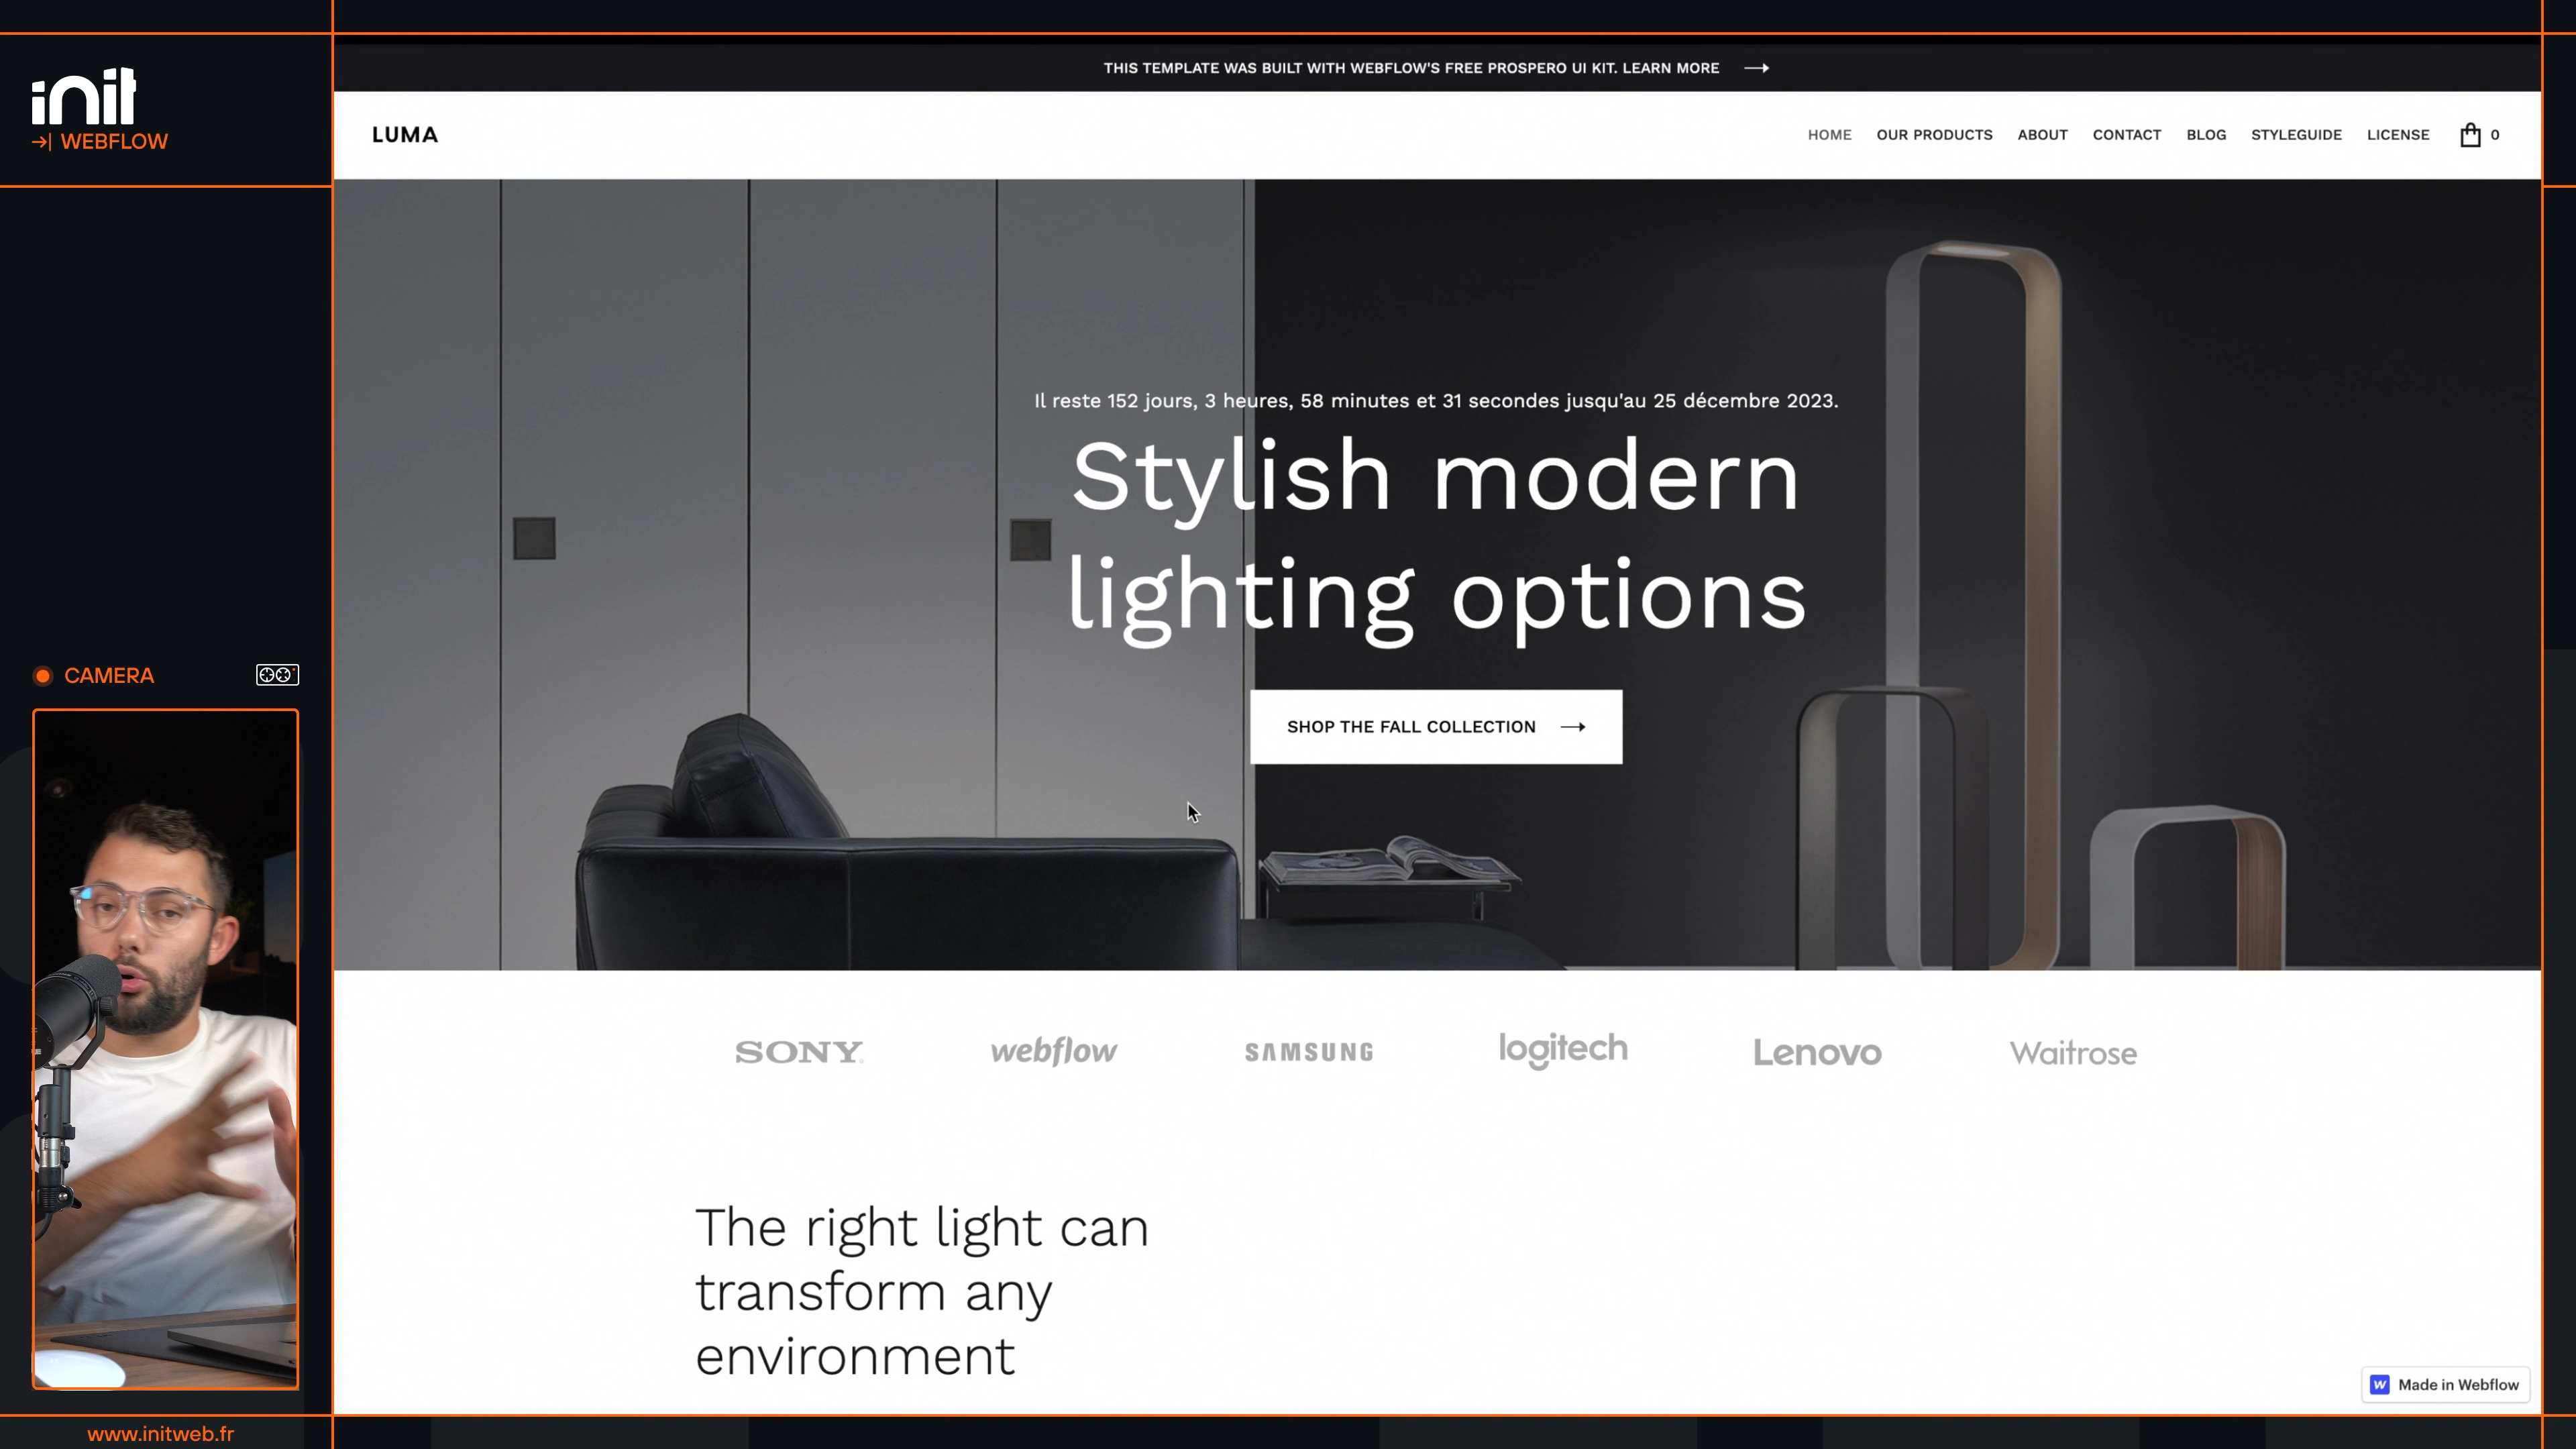 init
WEBFLOW
CAMERA
www.initweb.fr
THIS TEMPLATE WAS BUILT WITH WEBFLOW'S FREE PROSPERO UI KIT. LEARN MORE
LUMA
HOME OUR PRODUCTS ABOUT CONTACT BLOG STYLEGUIDE LICENSE 0
Il reste 152 jours, 3 heures, 58 minutes et 31 secondes jusqu'au 25 décembre 2023.
Stylish modern
lighting options
SHOP THE FALL COLLECTION
SONY webflow SAMSUNG logitech Lenovo Waitrose
The right light can
transform any
environment
Made in Webflow